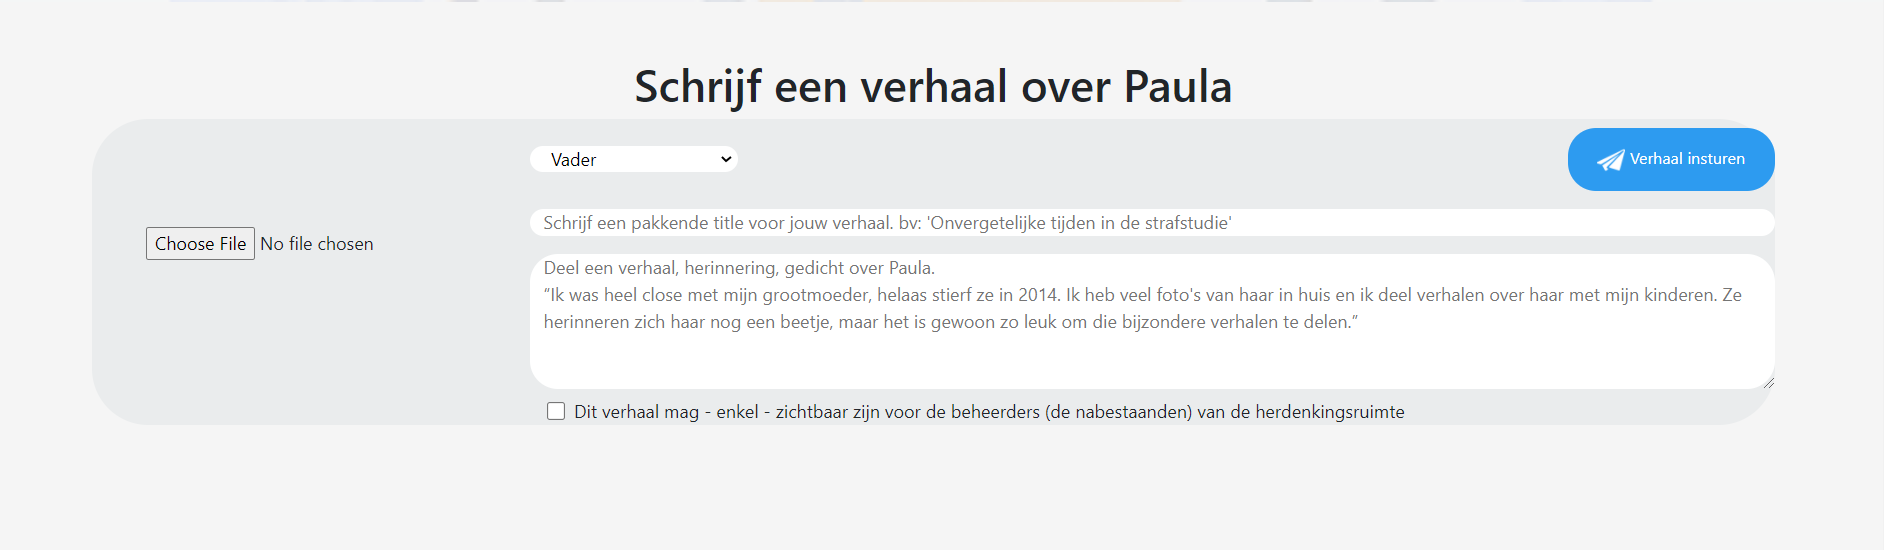 Schrijf een verhaal over Paula
Vader
Verhaal insturen
Schrijf een pakkende title voor jouw verhaal. bv: 'Onvergetelijke tijden in de strafstudie'
Choose File No file chosen
Deel een verhaal, herinnering, gedicht over Paula.
“Ik was heel close met mijn grootmoeder, helaas stierf ze in 2014. Ik heb veel foto's van haar in huis en ik deel verhalen over haar met mijn kinderen. Ze
herinneren zich haar nog een beetje, maar het is gewoon zo leuk om die bijzondere verhalen te delen.”
Dit verhaal mag - enkel - zichtbaar zijn voor de beheerders (de nabestaanden) van de herdenkingsruimte